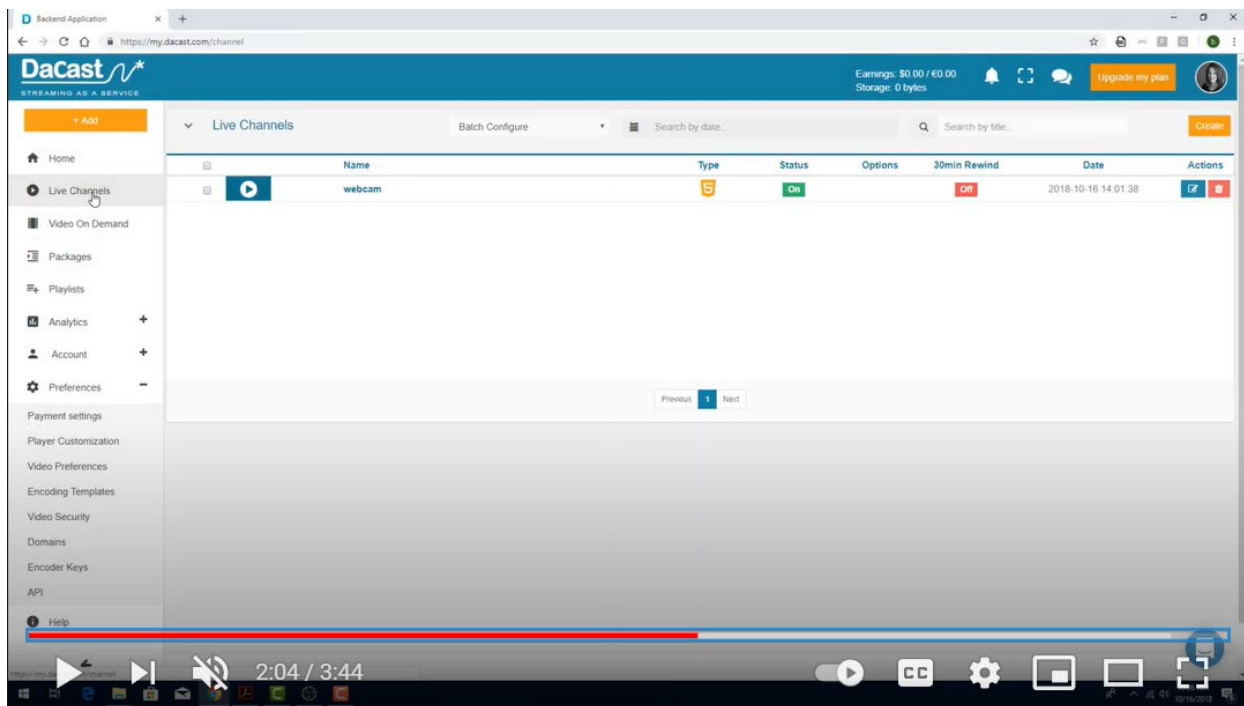 Backend Application
https://my.dacast.com/channel
DaCast
STREAMING AS A SERVICE
Earnings: $0.00 / €0.00
Storage: 0 bytes
Upgrade my plan
+ Add
Live Channels
Batch Configure
Search by date...
Search by title...
Create
Home
Name Type Status Options 30min Rewind Date Actions
Live Channels
webcam 5 On Off 2018-10-16 14:01:38
Video On Demand
Packages
Playlists
Analytics +
Account +
Preferences -
Previous 1 Next
Payment settings
Player Customization
Video Preferences
Encoding Templates
Video Security
Domains
Encoder Keys
API
Help
2:04 / 3:44
CC
10/16/2018